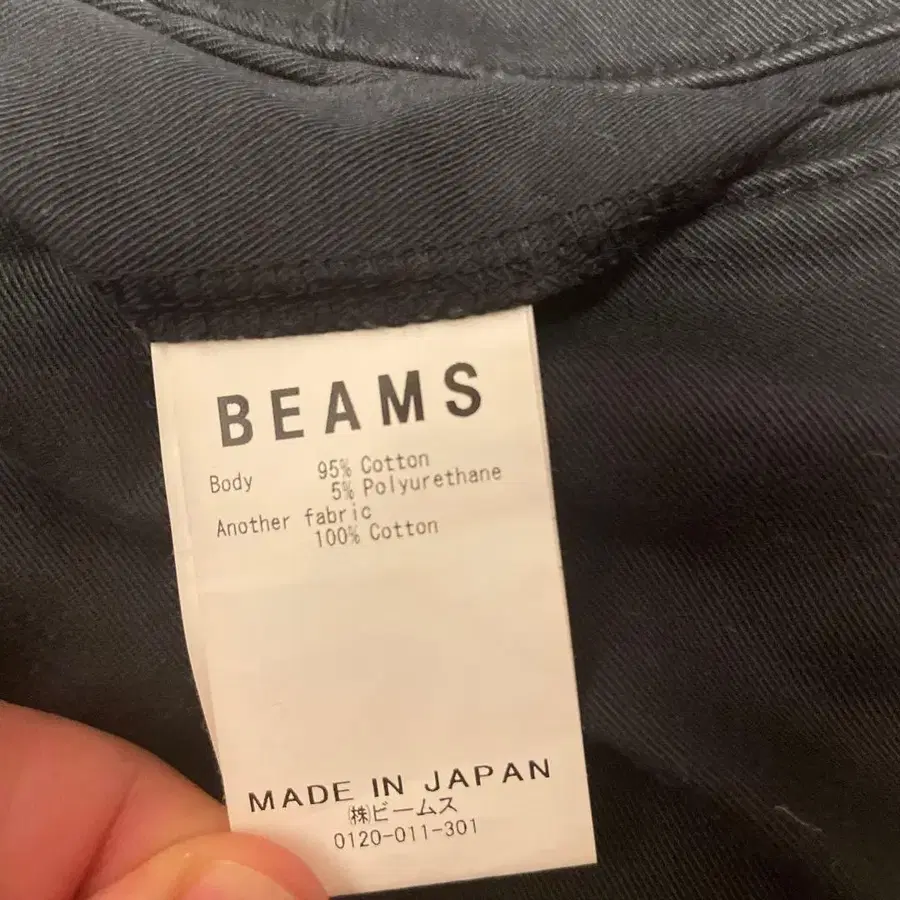 BEAMS
Body 95% Cotton
5% Polyurethane
Another fabric
100% Cotton
MADE IN JAPAN
㈱ビームス
0120-011-301